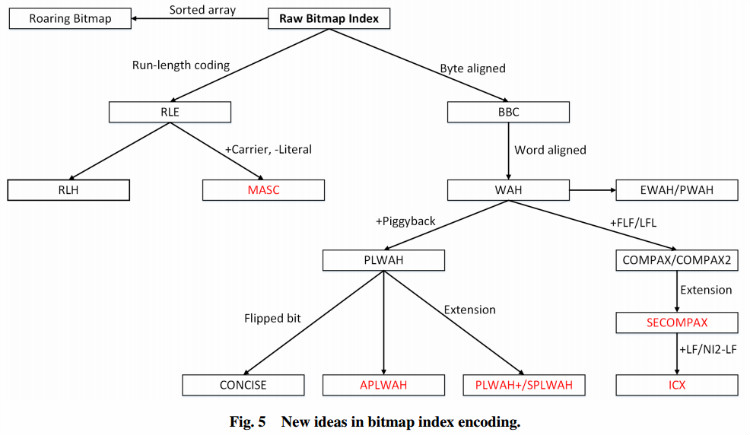 Roaring Bitmap
Sorted array
Raw Bitmap Index
Run-length coding
Byte aligned
RLE
BBC
+Carrier, -Literal
Word aligned
RLH
MASC
WAH
EWAH/PWAH
+Piggyback
+FLF/LFL
PLWAH
COMPAX/COMPAX2
Flipped bit
Extension
Extension
SECOMPAX
+LF/NI2-LF
CONCISE
APLWAH
PLWAH+/SPLWAH
ICX
Fig. 5 New ideas in bitmap index encoding.